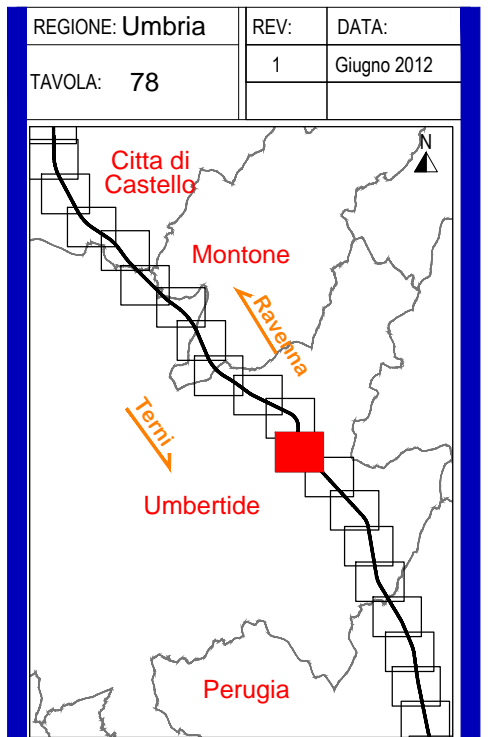 REGIONE: Umbria
REV:
DATA:
TAVOLA: 78
1
Giugno 2012
N
Citta di
Castello
Montone
Ravenna
Terni
Umbertide
Perugia